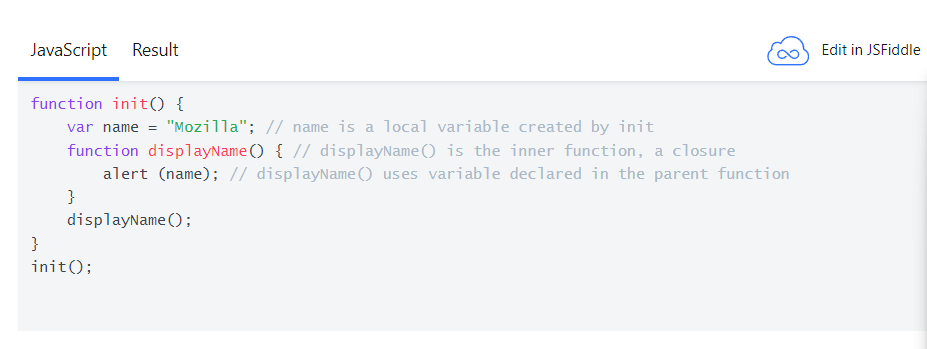 JavaScript Result Edit in JSFiddle
function init() {
    var name = "Mozilla"; // name is a local variable created by init
    function displayName() { // displayName() is the inner function, a closure
        alert (name); // displayName() uses variable declared in the parent function
    }
    displayName();
}
init();